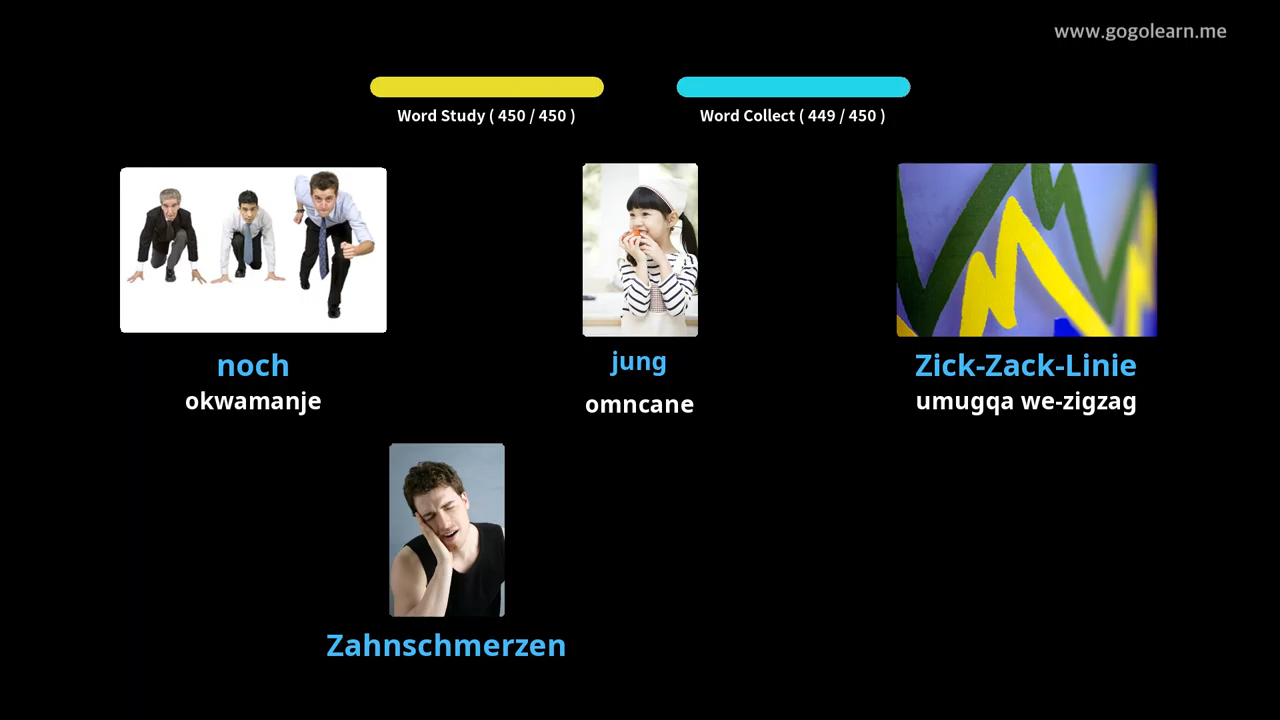 www.gogolearn.me
Word Study ( 450 / 450 )
Word Collect ( 449 / 450 )
noch
okwamanje
jung
omncane
Zick-Zack-Linie
umugqa we-zigzag
Zahnschmerzen